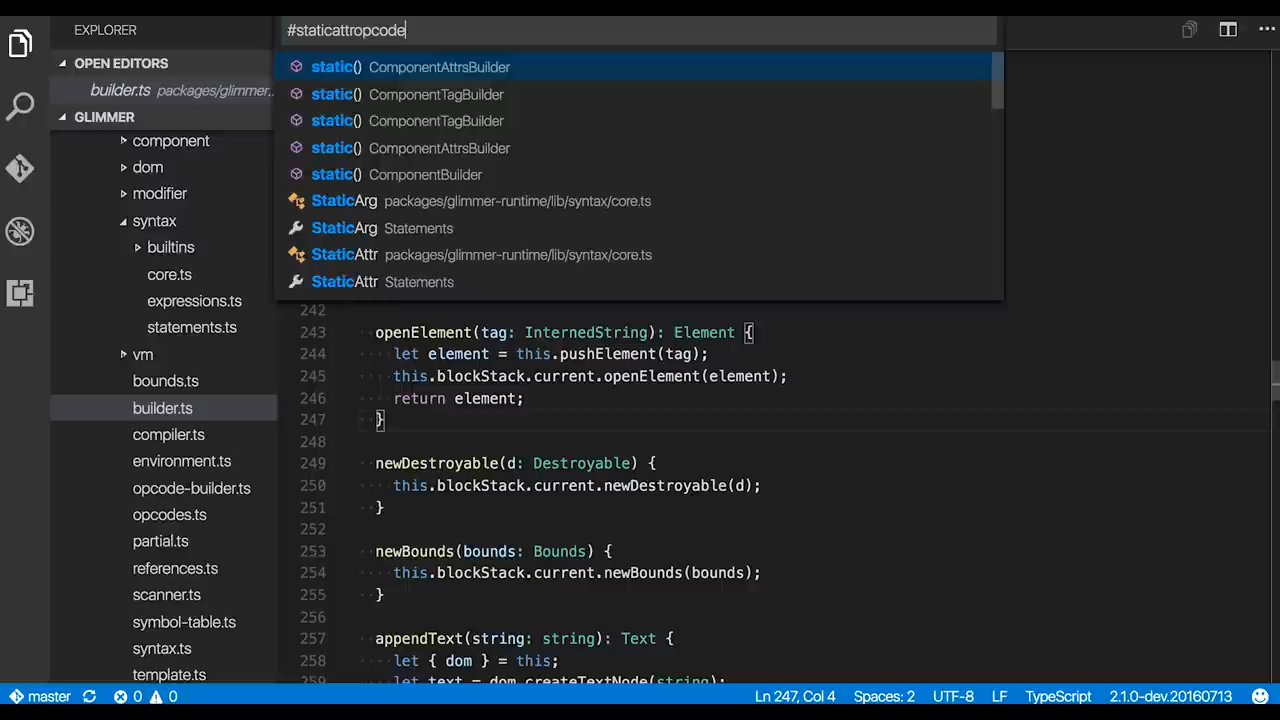 EXPLORER
OPEN EDITORS
builder.ts packages/glimmer...
GLIMMER
component
dom
modifier
syntax
builtins
core.ts
expressions.ts
statements.ts
vm
bounds.ts
builder.ts
compiler.ts
environment.ts
opcode-builder.ts
opcodes.ts
partial.ts
references.ts
scanner.ts
symbol-table.ts
syntax.ts
template.ts
#staticattropcode
static() ComponentAttrsBuilder
static() ComponentTagBuilder
static() ComponentTagBuilder
static() ComponentAttrsBuilder
static() ComponentBuilder
StaticArg packages/glimmer-runtime/lib/syntax/core.ts
StaticArg Statements
StaticAttr packages/glimmer-runtime/lib/syntax/core.ts
StaticAttr Statements
242
243 openElement(tag: InternedString): Element {
244 let element = this.pushElement(tag);
245 this.blockStack.current.openElement(element);
246 return element;
247 }
248
249 newDestroyable(d: Destroyable) {
250 this.blockStack.current.newDestroyable(d);
251 }
252
253 newBounds(bounds: Bounds) {
254 this.blockStack.current.newBounds(bounds);
255 }
256
257 appendText(string: string): Text {
258 let { dom } = this;
259 let text = dom.createTextNode(string);
master 0 0 Ln 247, Col 4 Spaces: 2 UTF-8 LF TypeScript 2.1.0-dev.20160713